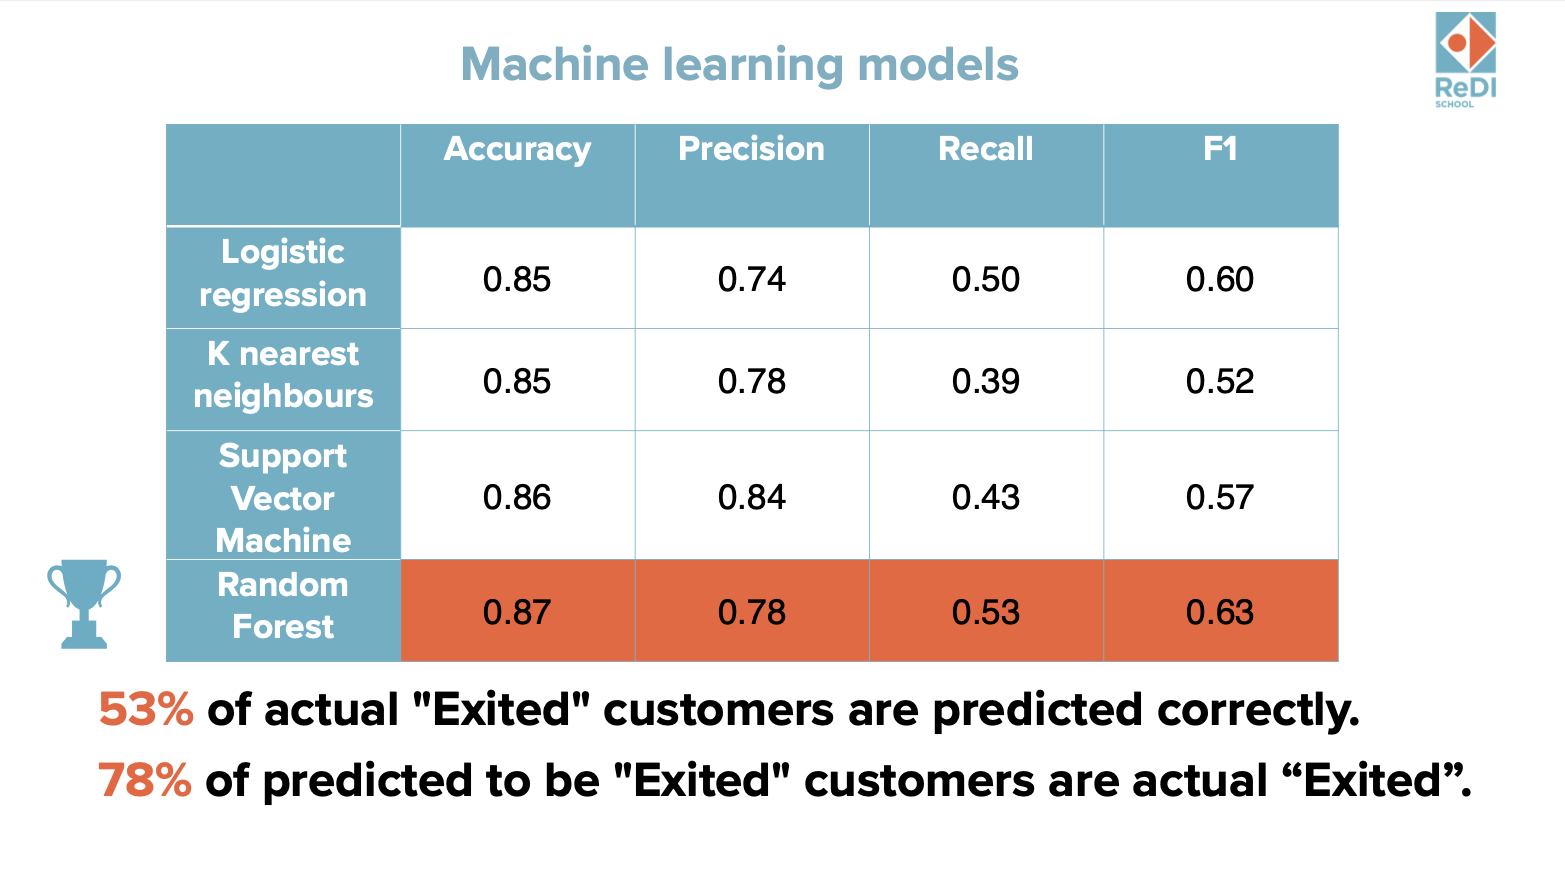 Machine learning models
ReDI
SCHOOL
Accuracy Precision Recall F1
Logistic
regression
0.85 0.74 0.50 0.60
K nearest
neighbours
0.85 0.78 0.39 0.52
Support
Vector
Machine
0.86 0.84 0.43 0.57
Random
Forest
0.87 0.78 0.53 0.63
53% of actual "Exited" customers are predicted correctly.
78% of predicted to be "Exited" customers are actual “Exited”.